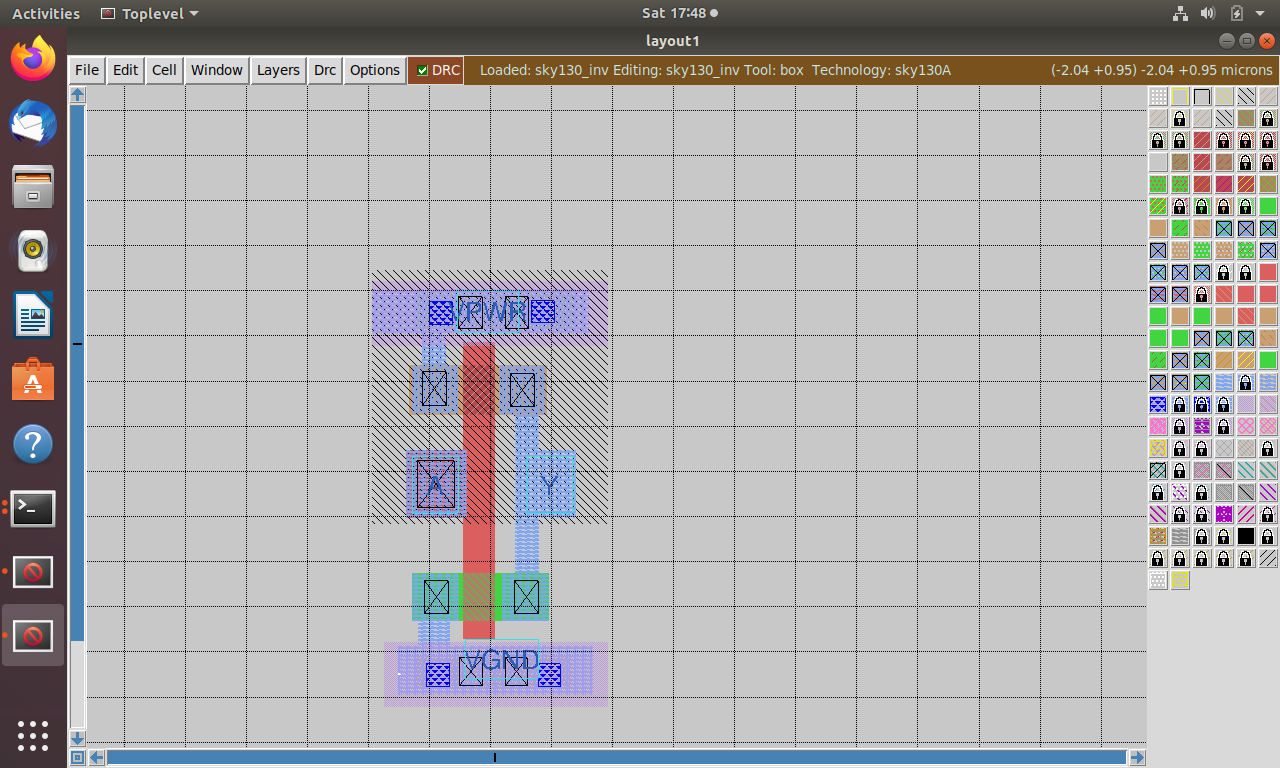 Activities Toplevel Sat 17:48
layout1
File Edit Cell Window Layers Drc Options DRC Loaded: sky130_inv Editing: sky130_inv Tool: box Technology: sky130A (-2.04 +0.95) -2.04 +0.95 microns
VPWR
A Y
VGND